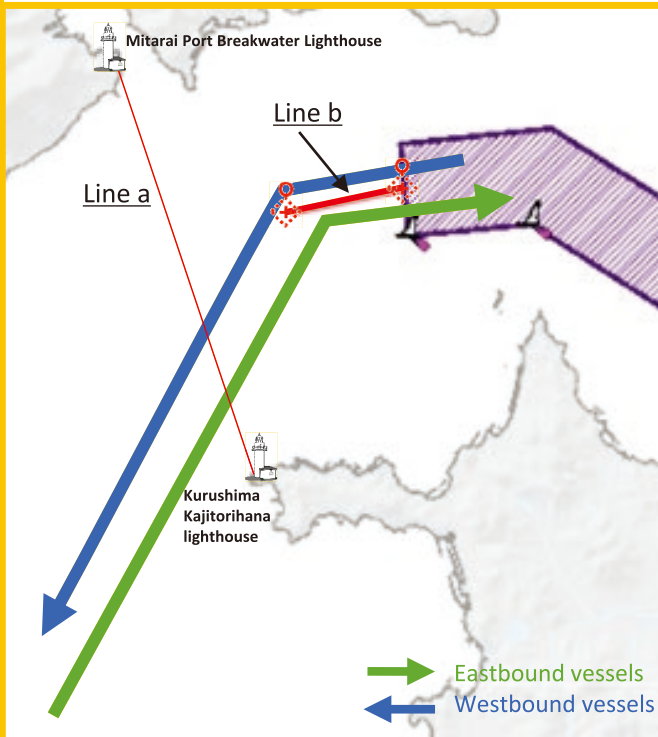 Mitarai Port Breakwater Lighthouse
Line b
Line a
Kurushima
Kajitorihana
lighthouse
Eastbound vessels
Westbound vessels